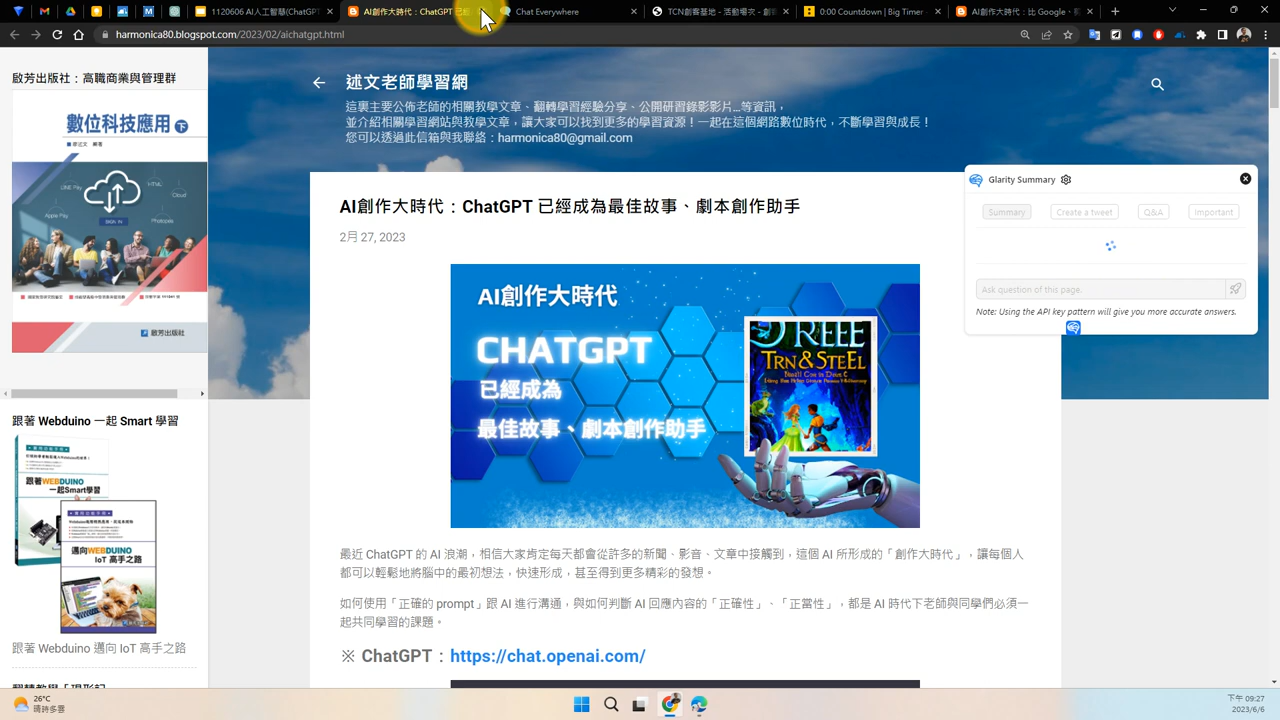 1120606 AI人工智慧(ChatGPT
AI創作大時代：ChatGPT 已經
Chat Everywhere
TCN創客基地 - 活動場次 - 創
0:00 Countdown | Big Timer
AI創作大時代：比 Google
harmonica80.blogspot.com/2023/02/aichatgpt.html
啟芳出版社：高職商業與管理群
數位科技應用 下
LINE Pay
HTML
Cloud
Apple Pay
SIGN IN
Photopea
啟芳出版社
跟著 Webduino 一起 Smart 學習
跟著WEBDUINO
一起Smart學習
邁向WEBDUINO
IoT 高手之路
跟著 Webduino 邁向 IoT 高手之路
述文老師學習網
這裏主要公佈老師的相關教學文章、翻轉學習經驗分享、公開研習錄影影片...等資訊，
並介紹相關學習網站與教學文章，讓大家可以找到更多的學習資源！一起在這個網路數位時代，不斷學習與成長！
您可以透過此信箱與我聯絡：harmonica80@gmail.com
AI創作大時代：ChatGPT 已經成為最佳故事、劇本創作助手
2月 27, 2023
AI創作大時代
CHATGPT
已經成為
最佳故事、劇本創作助手
TRN & STEEL
最近 ChatGPT 的 AI 浪潮，相信大家肯定每天都會從許多的新聞、影音、文章中接觸到，這個 AI 所形成的「創作大時代」，讓每個人
都可以輕鬆地將腦中的最初想法，快速形成，甚至得到更多精彩的發想。
如何使用「正確的 prompt」跟 AI 進行溝通，與如何判斷 AI 回應內容的「正確性」、「正當性」，都是 AI 時代下老師與同學們必須一
起共同學習的課題。
※ ChatGPT：https://chat.openai.com/
Glarity Summary
Summary
Create a tweet
Q&A
Important
Ask question of this page.
Note: Using the API key pattern will give you more accurate answers.
26°C
晴時多雲
下午 09:27
2023/6/6